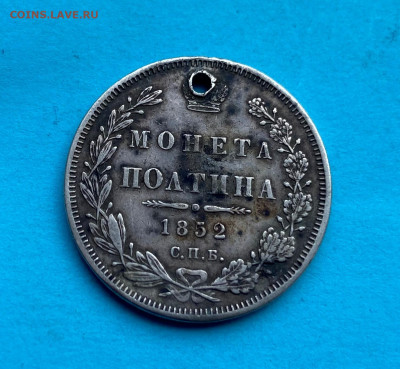 COINS.LAVE.RU
МОНЕТА
ПОЛТИНА
1852
С.П.Б.